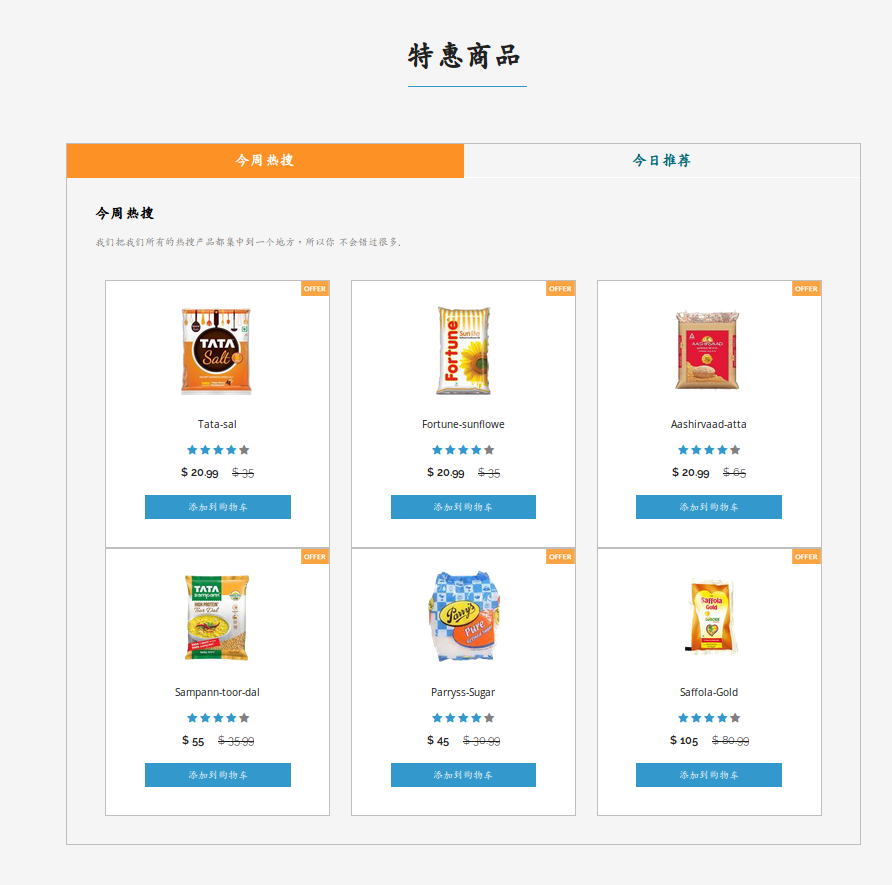 特惠商品
今周热搜
今日推荐
今周热搜
我们把我们所有的热搜产品都集中到一个地方，所以你 不会错过很多.
OFFER
OFFER
OFFER
TATA
Salt
Fortune
Sun lite
AASHIRVAAD
Tata-sal
Fortune-sunflowe
Aashirvaad-atta
$ 20.99 $ 35
$ 20.99 $ 35
$ 20.99 $ 65
添加到购物车
添加到购物车
添加到购物车
OFFER
OFFER
OFFER
TATA
sampann
HIGH PROTEIN
Toor Dal
Parry's
Pure
Saffola
Gold
Sampann-toor-dal
Parryss-Sugar
Saffola-Gold
$ 55 $ 35.99
$ 45 $ 30.99
$ 105 $ 80.99
添加到购物车
添加到购物车
添加到购物车